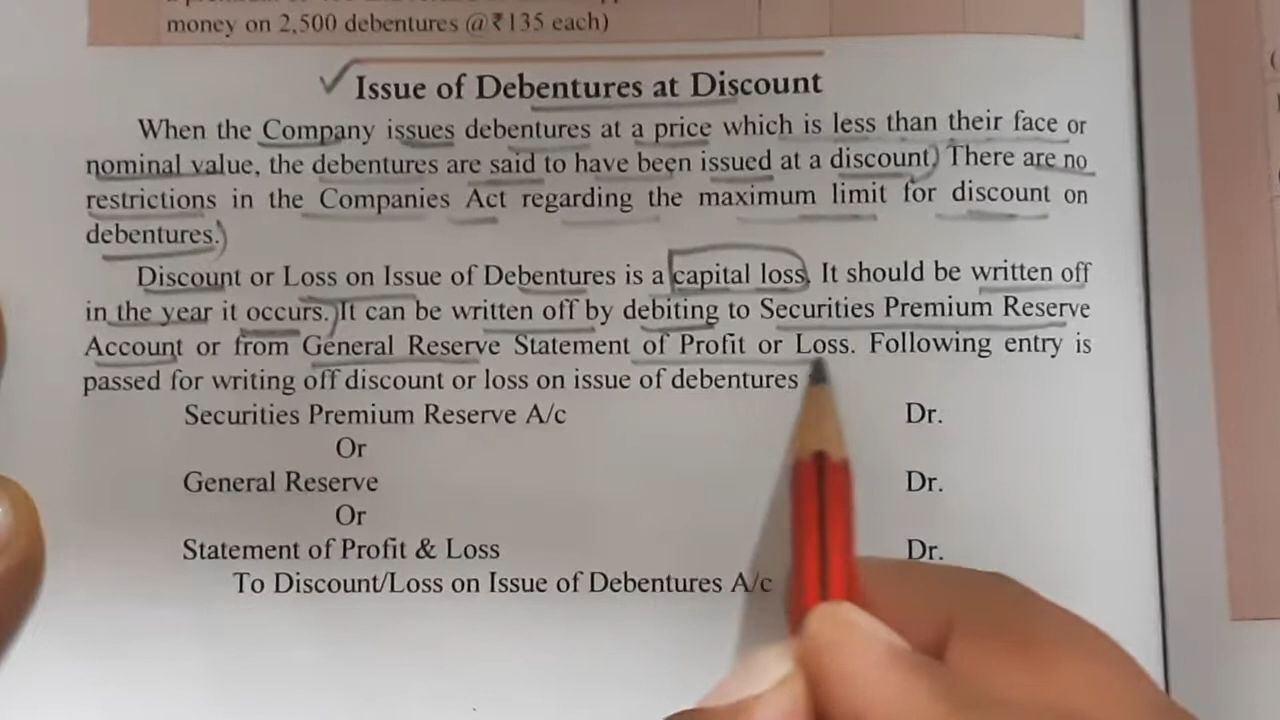 money on 2,500 debentures @ ₹135 each)
Issue of Debentures at Discount
When the Company issues debentures at a price which is less than their face or
nominal value, the debentures are said to have been issued at a discount) There are no
restrictions in the Companies Act regarding the maximum limit for discount on
debentures.)
Discount or Loss on Issue of Debentures is a capital loss. It should be written off
in the year it occurs. It can be written off by debiting to Securities Premium Reserve
Account or from General Reserve Statement of Profit or Loss. Following entry is
passed for writing off discount or loss on issue of debentures
Securities Premium Reserve A/c Dr.
Or
General Reserve Dr.
Or
Statement of Profit & Loss Dr.
To Discount/Loss on Issue of Debentures A/c